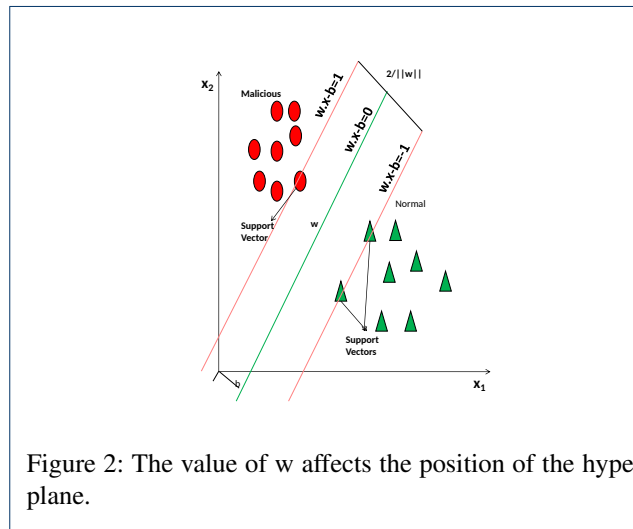 2/||w||
x2
w.x-b=1
Malicious
w.x-b=0
w.x-b=-1
Normal
Support
Vector
w
Support
Vectors
b
x1
Figure 2: The value of w affects the position of the hype
plane.